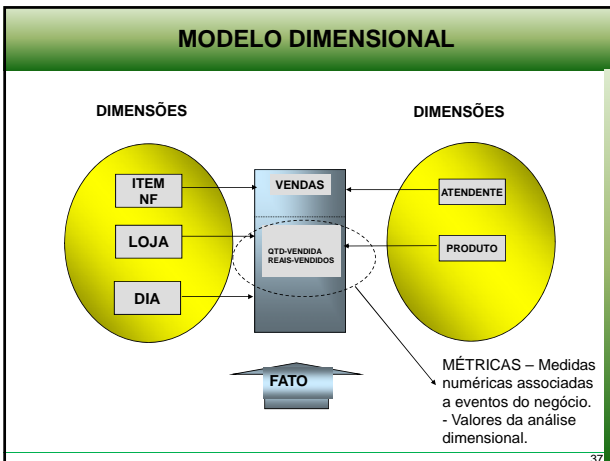 MODELO DIMENSIONAL
DIMENSÕES
DIMENSÕES
ITEM
NF
LOJA
DIA
VENDAS
QTD-VENDIDA
REAIS-VENDIDOS
ATENDENTE
PRODUTO
FATO
MÉTRICAS – Medidas
numéricas associadas
a eventos do negócio.
- Valores da análise
dimensional.
37